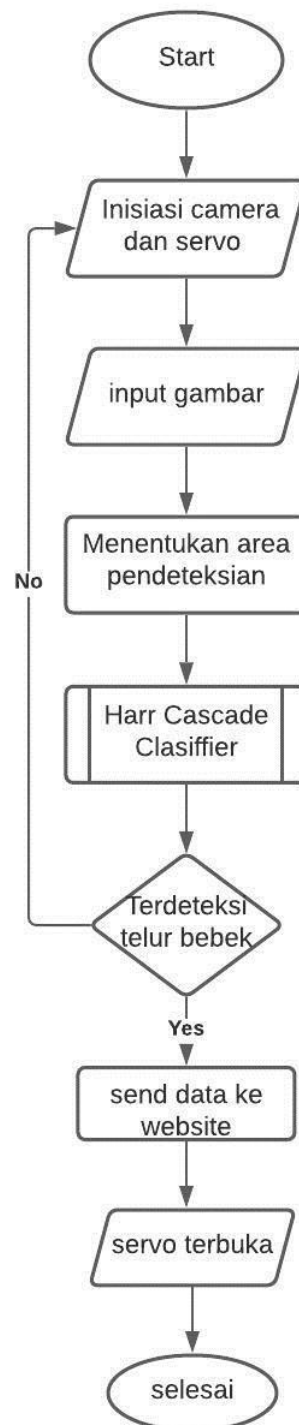 Start
Inisiasi camera
dan servo
input gambar
Menentukan area
pendeteksian
No
Harr Cascade
Clasiffier
Terdeteksi
telur bebek
Yes
send data ke
website
servo terbuka
selesai